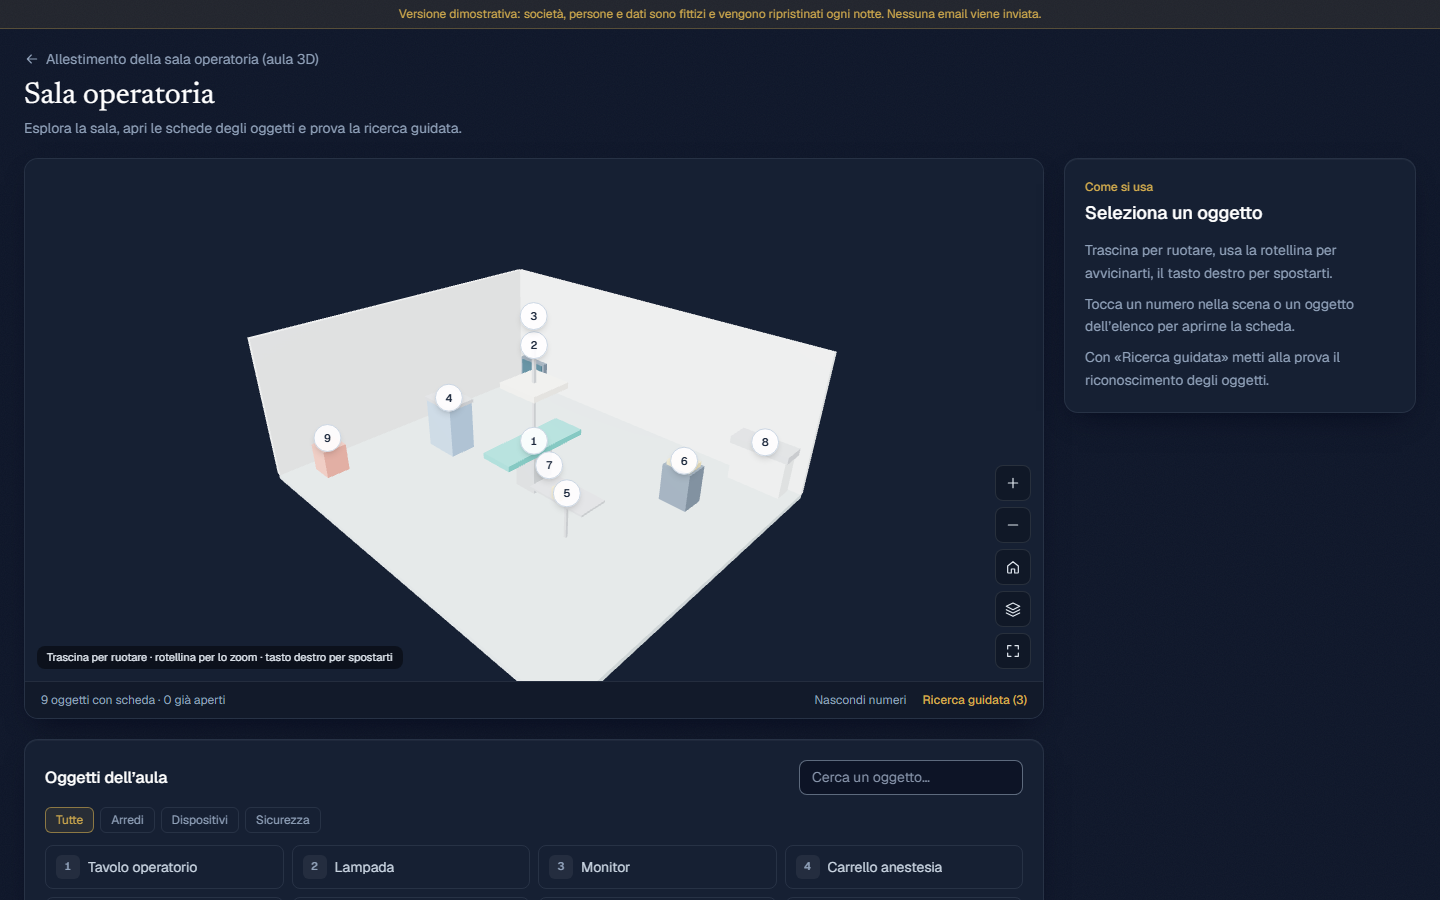 Versione dimostrativa: società, persone e dati sono fittizi e vengono ripristinati ogni notte. Nessuna email viene inviata.
← Allestimento della sala operatoria (aula 3D)
Sala operatoria
Esplora la sala, apri le schede degli oggetti e prova la ricerca guidata.
3
2
4
9
1
8
7
6
5
Trascina per ruotare · rotellina per lo zoom · tasto destro per spostarti
9 oggetti con scheda · 0 già aperti
Nascondi numeri
Ricerca guidata (3)
Come si usa
Seleziona un oggetto
Trascina per ruotare, usa la rotellina per
avvicinarti, il tasto destro per spostarti.
Tocca un numero nella scena o un oggetto
dell’elenco per aprirne la scheda.
Con «Ricerca guidata» metti alla prova il
riconoscimento degli oggetti.
Oggetti dell’aula
Cerca un oggetto...
Tutte Arredi Dispositivi Sicurezza
1 Tavolo operatorio
2 Lampada
3 Monitor
4 Carrello anestesia